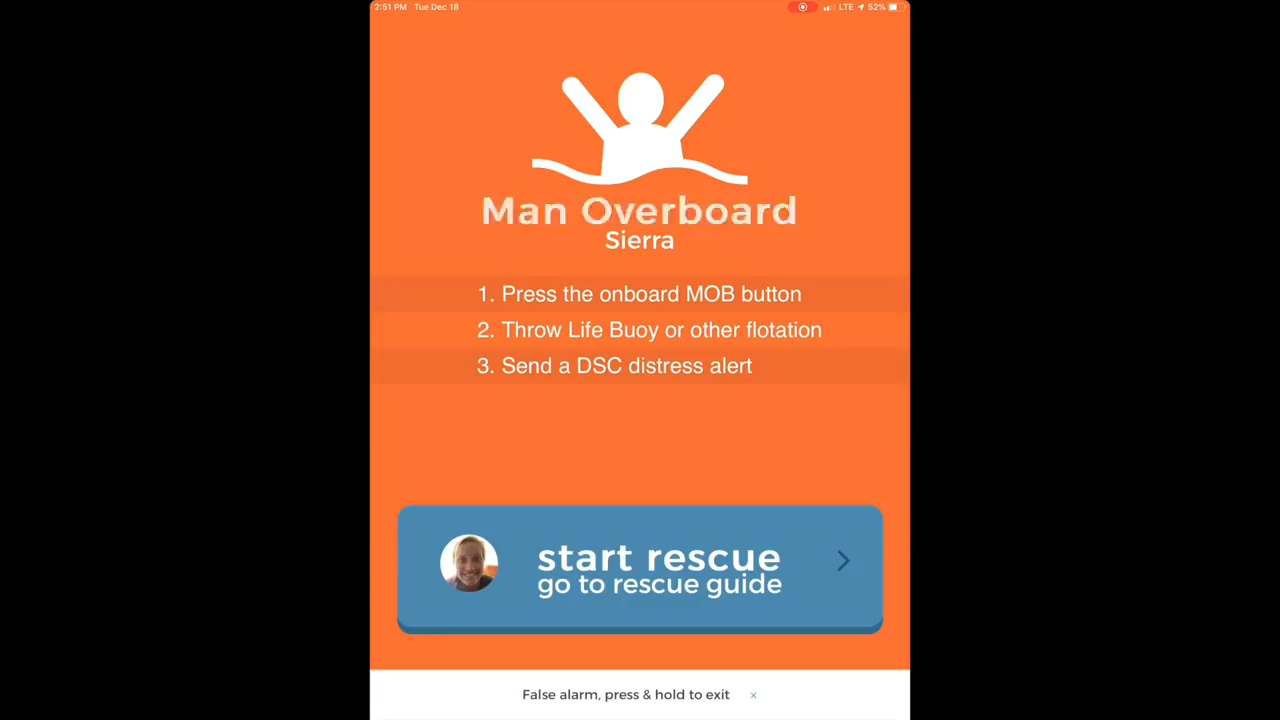 2:51 PM Tue Dec 18 LTE 52%
Man Overboard
Sierra
1. Press the onboard MOB button
2. Throw Life Buoy or other flotation
3. Send a DSC distress alert
start rescue
go to rescue guide
False alarm, press & hold to exit ×